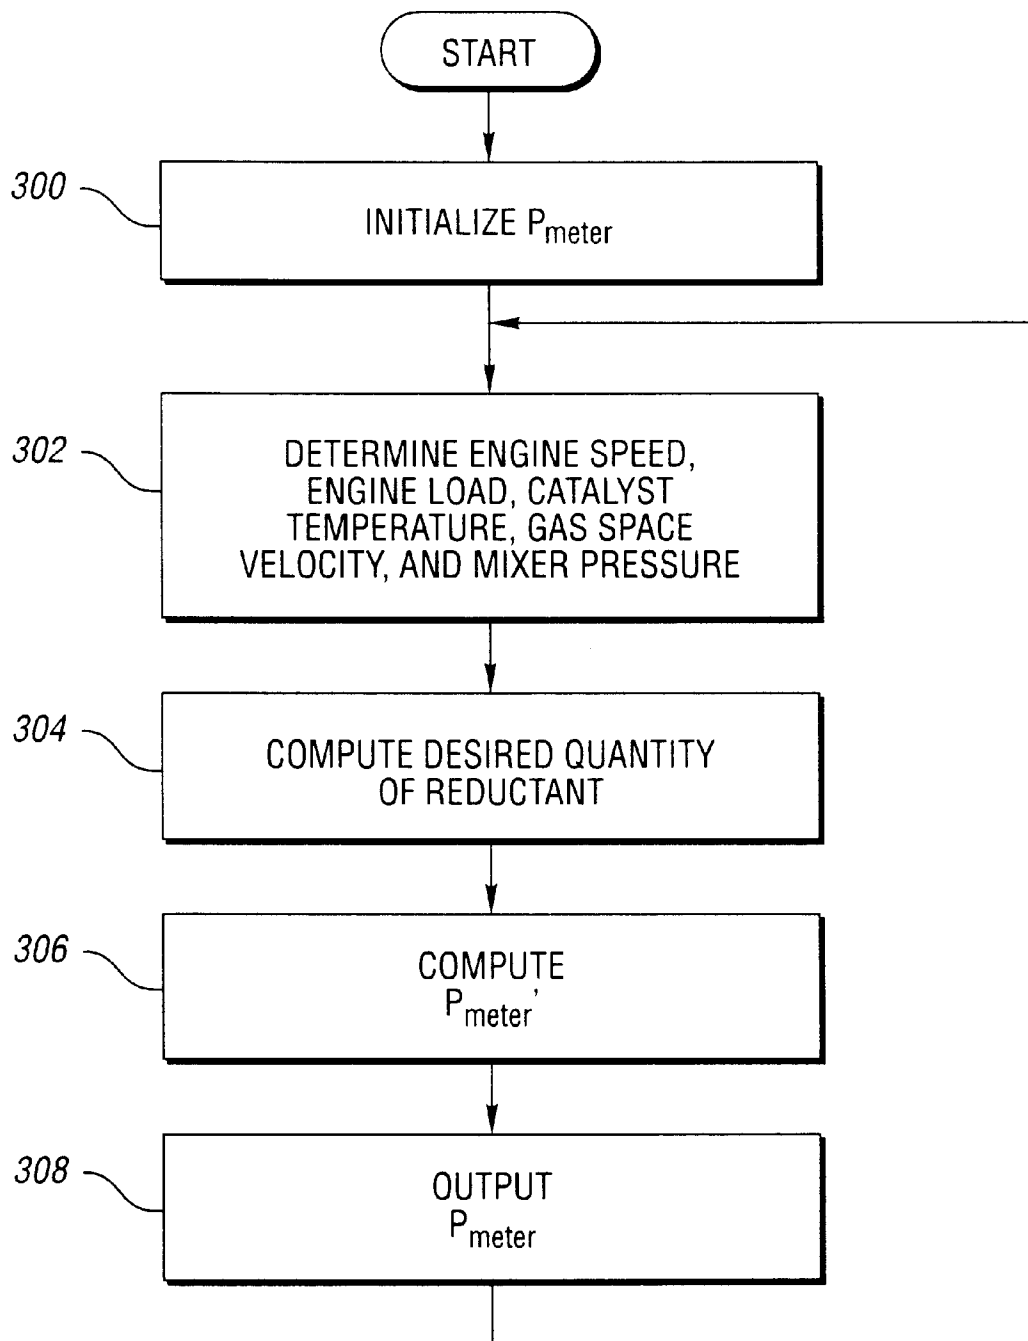 START
300
INITIALIZE Pmeter
302
DETERMINE ENGINE SPEED,
ENGINE LOAD, CATALYST
TEMPERATURE, GAS SPACE
VELOCITY, AND MIXER PRESSURE
304
COMPUTE DESIRED QUANTITY
OF REDUCTANT
306
COMPUTE
Pmeter'
308
OUTPUT
Pmeter